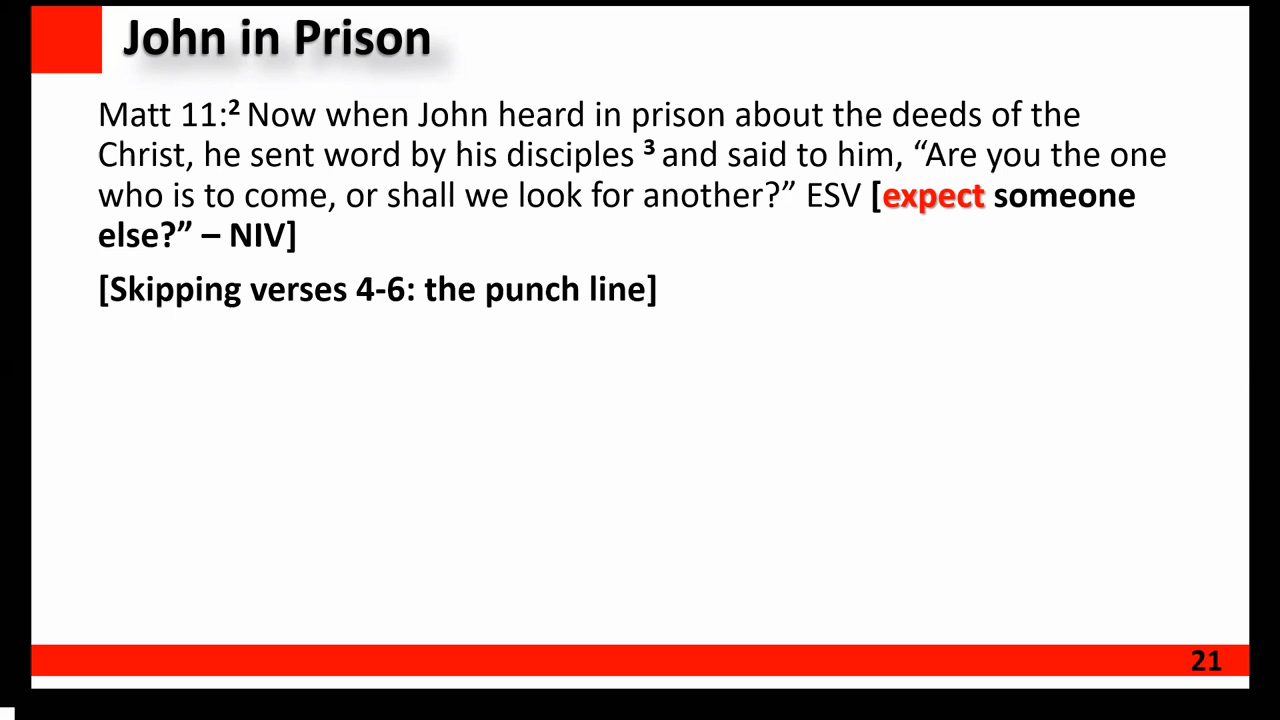 John in Prison
Matt 11:² Now when John heard in prison about the deeds of the
Christ, he sent word by his disciples ³ and said to him, “Are you the one
who is to come, or shall we look for another?” ESV [expect someone
else?” – NIV]
[Skipping verses 4-6: the punch line]
21